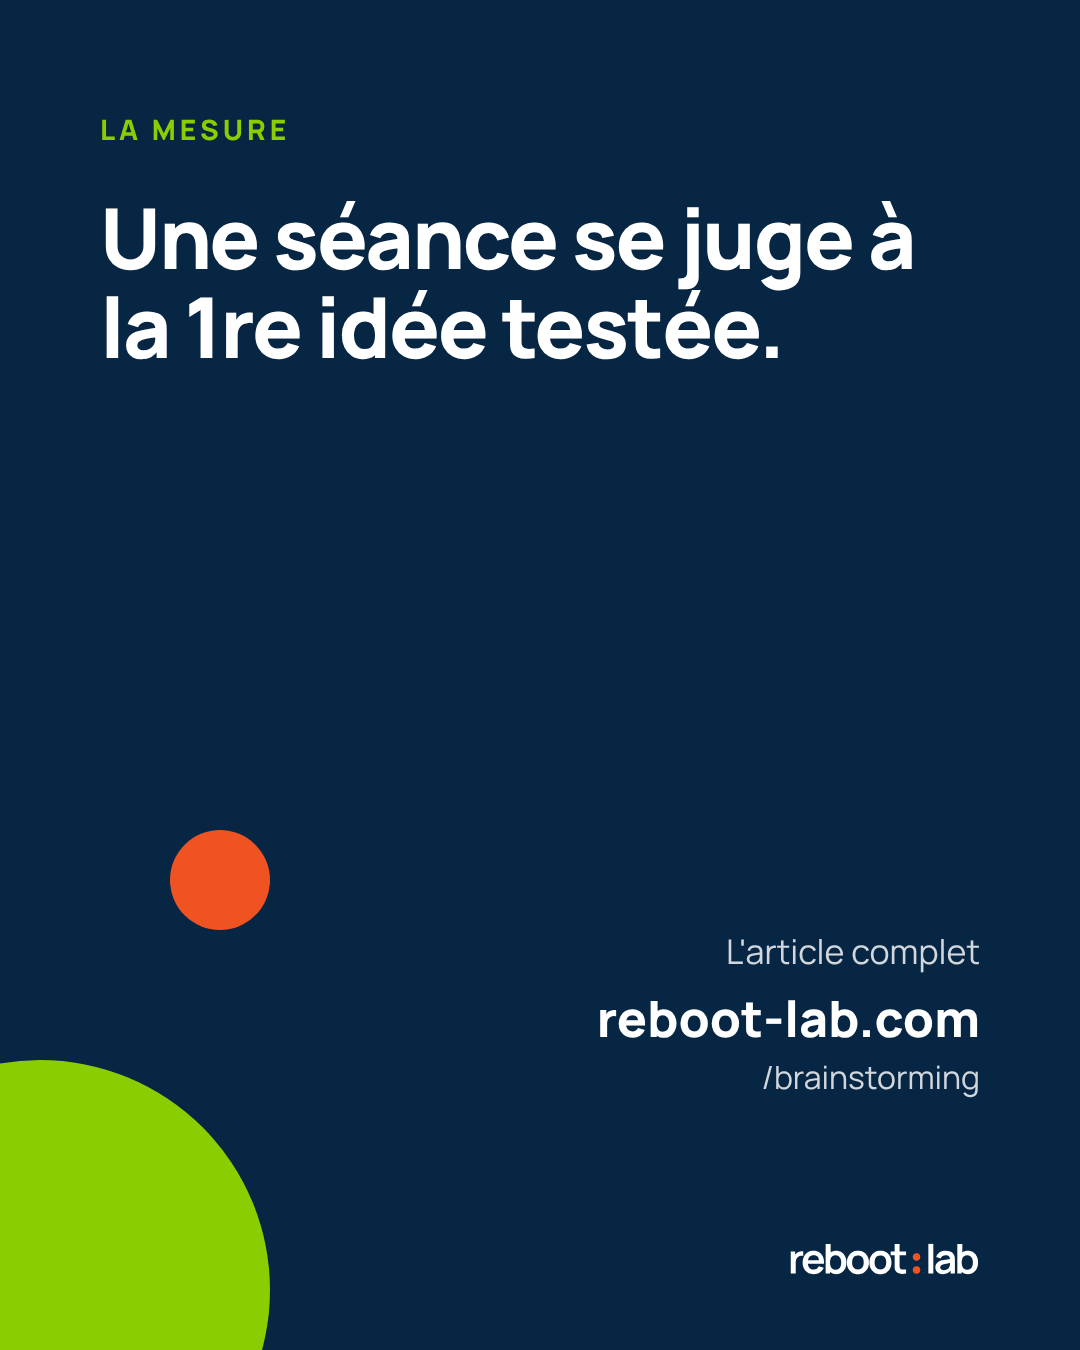 LA MESURE
Une séance se juge à
la 1re idée testée.
L'article complet
reboot-lab.com
/brainstorming
reboot:lab